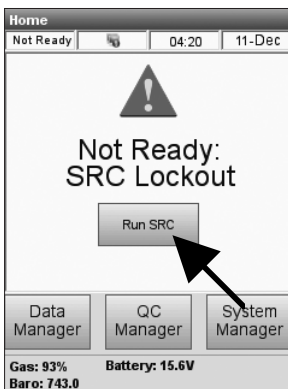 Home
Not Ready 04:20 11-Dec
Not Ready:
SRC Lockout
Run SRC
Data Manager QC Manager System Manager
Gas: 93% Battery: 15.6V
Baro: 743.0